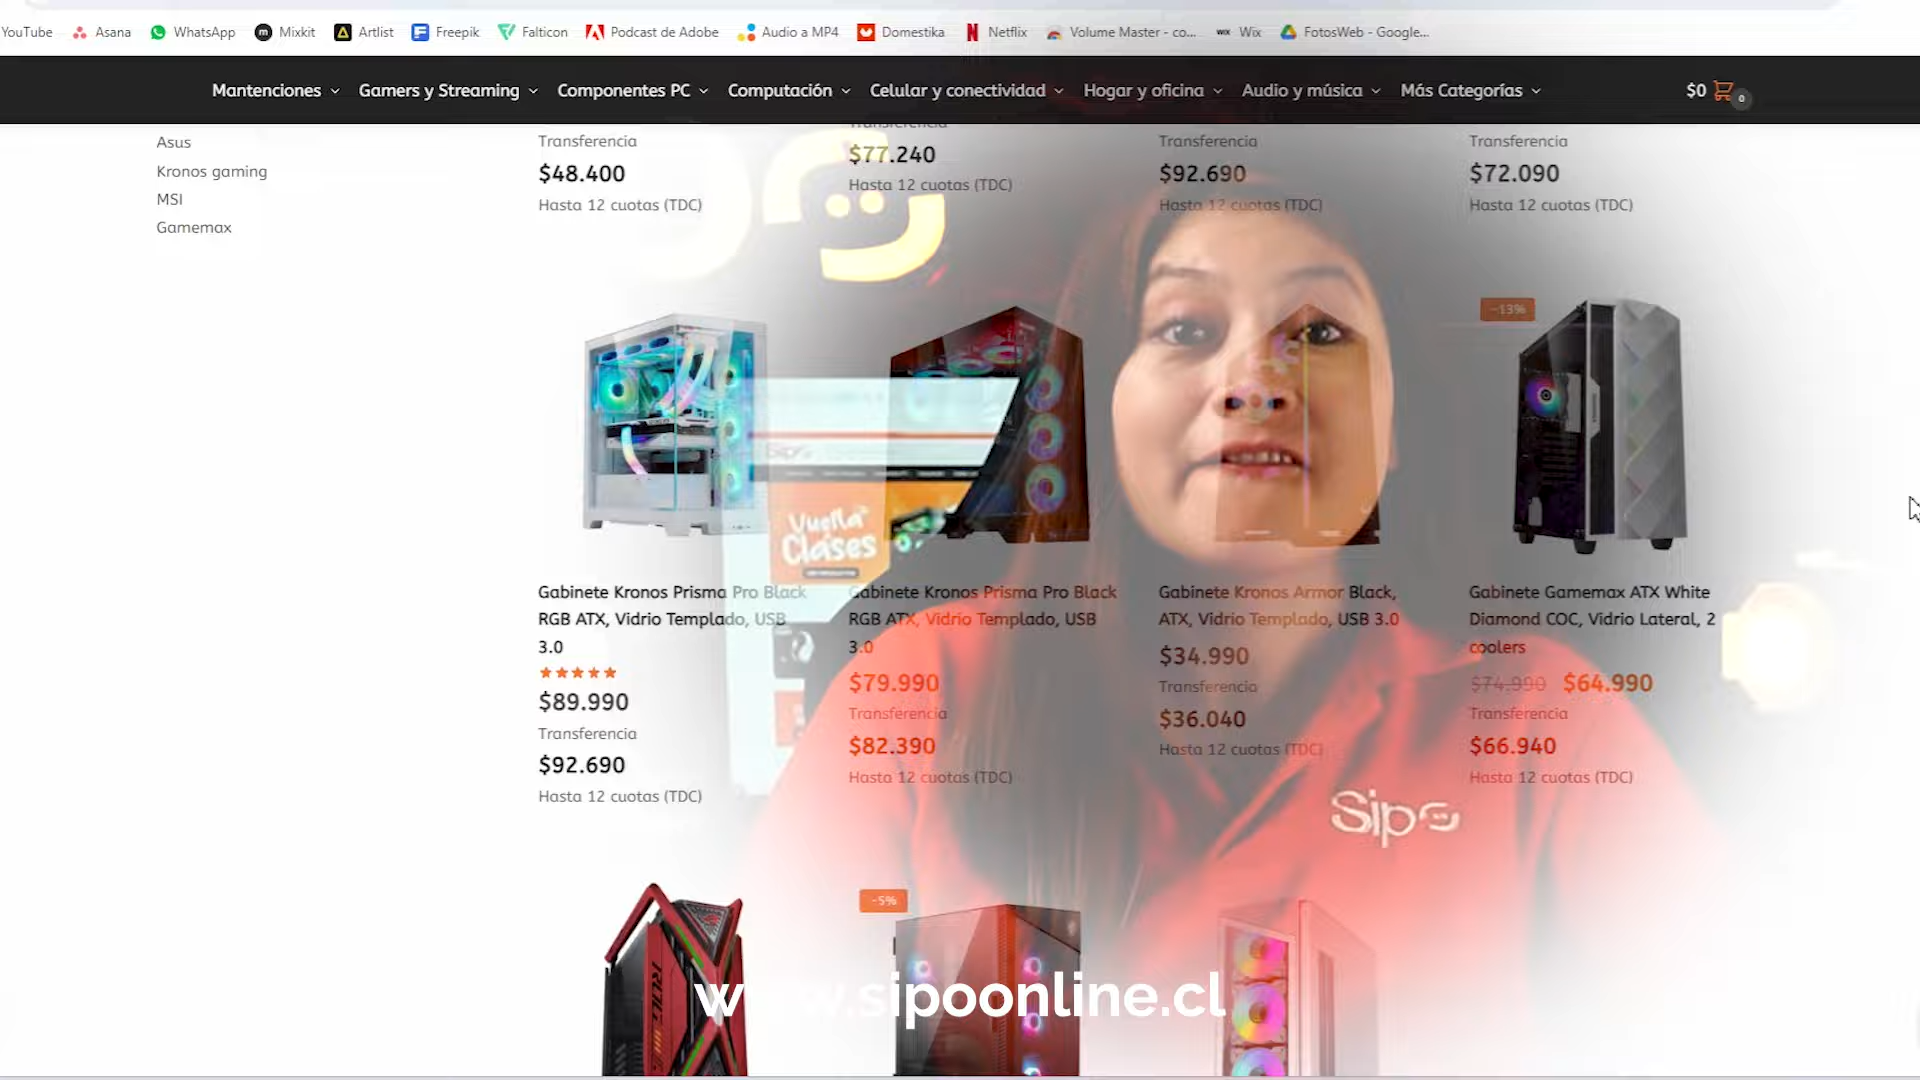 YouTube Asana WhatsApp Mixkit Artlist Freepik Falticon Podcast de Adobe Audio a MP4 Domestika Netflix Volume Master - co... Wix FotosWeb - Google...
Mantenciones Gamers y Streaming Componentes PC Computación Celular y conectividad Hogar y oficina Audio y música Más Categorías $0 0
Asus
Kronos gaming
MSI
Gamemax
Transferencia
$48.400
Hasta 12 cuotas (TDC)
Transferencia
$77.240
Hasta 12 cuotas (TDC)
Transferencia
$92.690
Hasta 12 cuotas (TDC)
Transferencia
$72.090
Hasta 12 cuotas (TDC)
Vuelta a
Clases
Gabinete Kronos Prisma Pro Black
RGB ATX, Vidrio Templado, USB
3.0
$89.990
Transferencia
$92.690
Hasta 12 cuotas (TDC)
Gabinete Kronos Prisma Pro Black
RGB ATX, Vidrio Templado, USB
3.0
$79.990
Transferencia
$82.390
Hasta 12 cuotas (TDC)
Gabinete Kronos Armor Black,
ATX, Vidrio Templado, USB 3.0
$34.990
Transferencia
$36.040
Hasta 12 cuotas (TDC)
-13%
Gabinete Gamemax ATX White
Diamond COC, Vidrio Lateral, 2
coolers
$74.990 $64.990
Transferencia
$66.940
Hasta 12 cuotas (TDC)
Sipo
-5%
www.sipoonline.cl